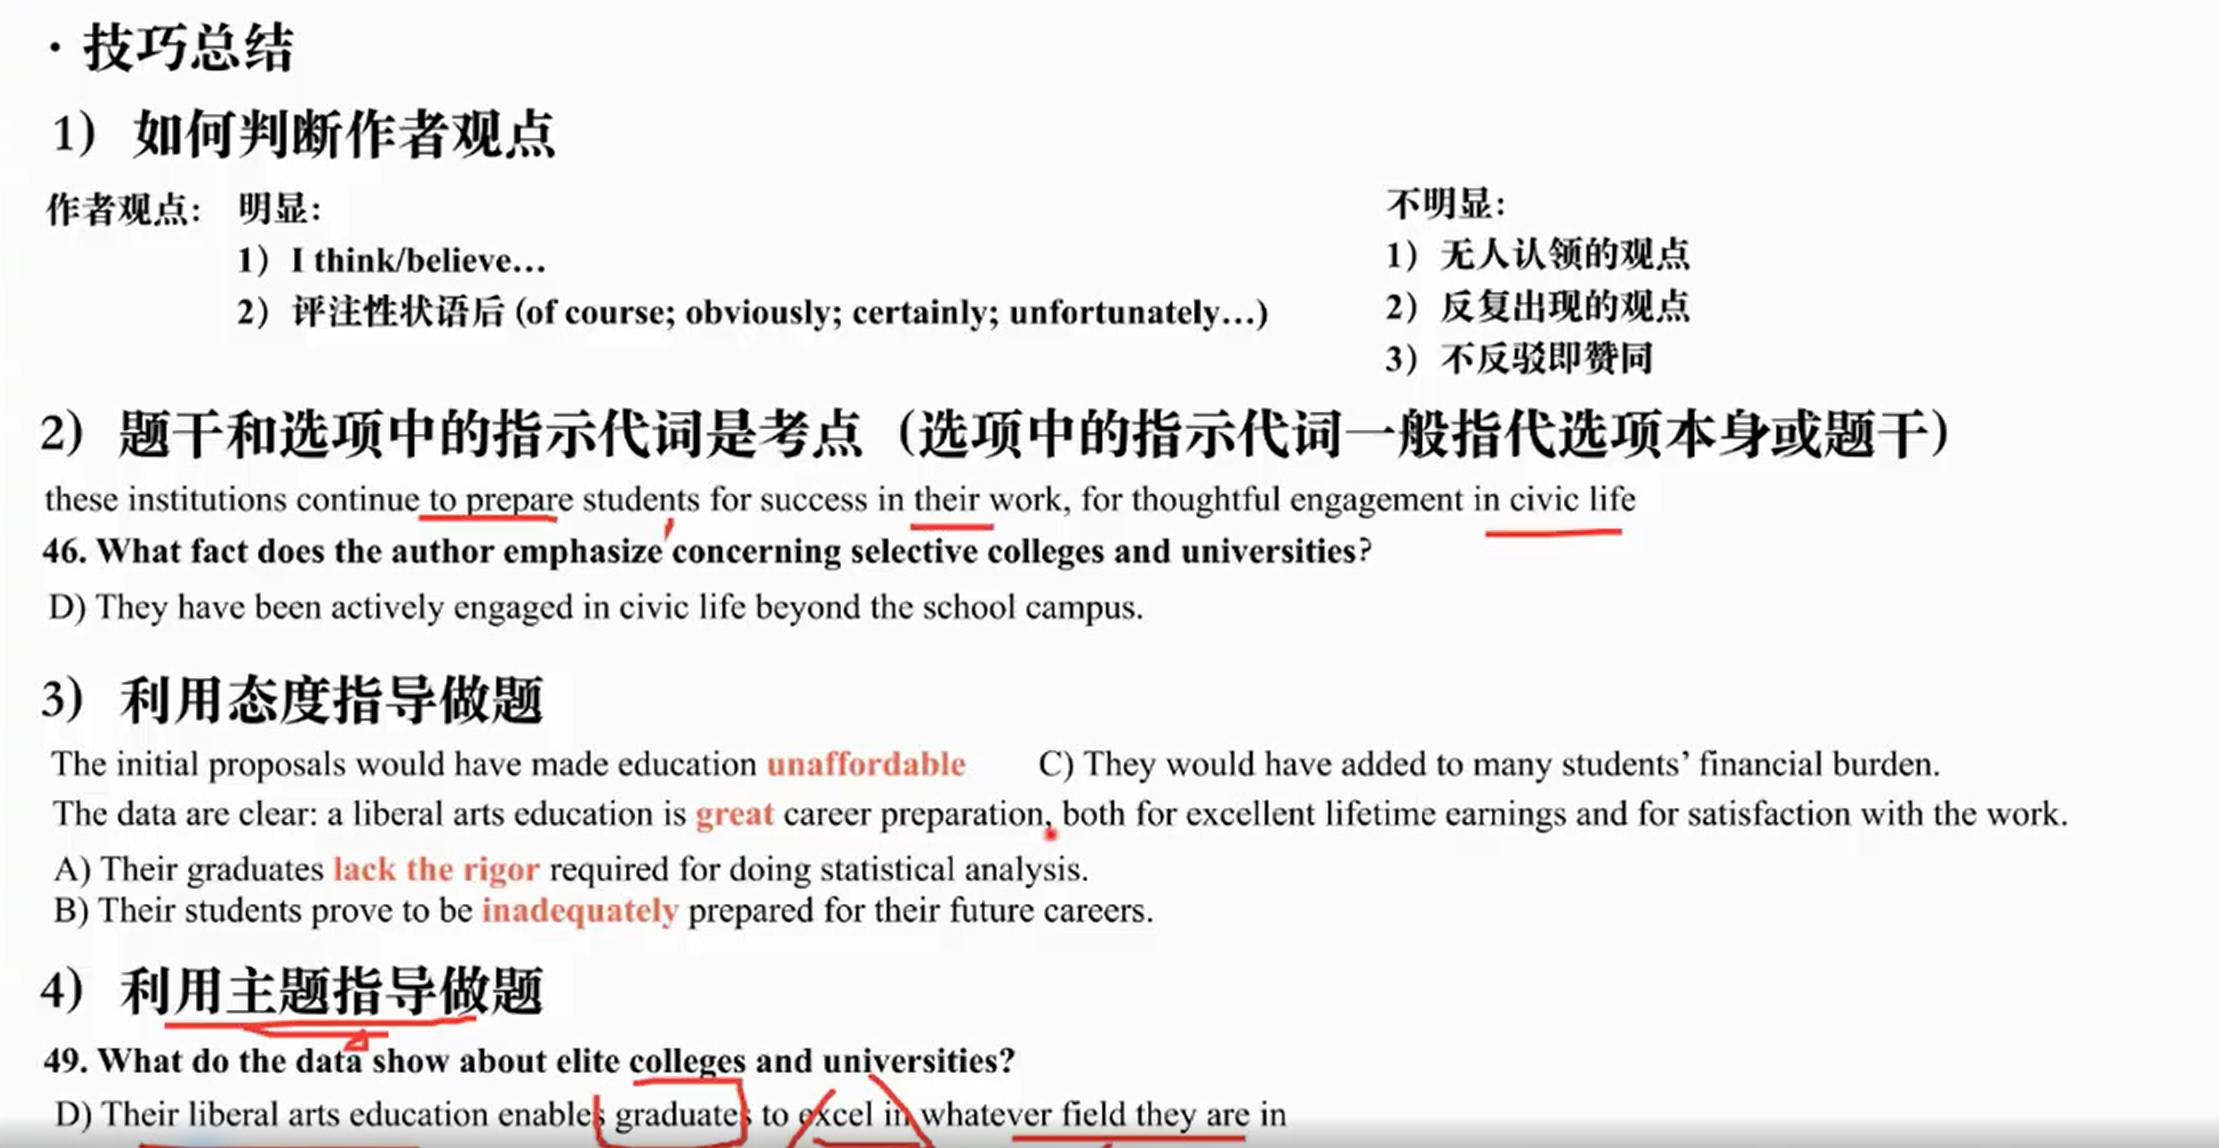 · 技巧总结
1）如何判断作者观点
作者观点： 明显：
1）I think/believe…
2）评注性状语后 (of course; obviously; certainly; unfortunately…)
不明显：
1）无人认领的观点
2）反复出现的观点
3）不反驳即赞同
2）题干和选项中的指示代词是考点（选项中的指示代词一般指代选项本身或题干）
these institutions continue to prepare students for success in their work, for thoughtful engagement in civic life
46. What fact does the author emphasize concerning selective colleges and universities?
D) They have been actively engaged in civic life beyond the school campus.
3）利用态度指导做题
The initial proposals would have made education unaffordable C) They would have added to many students’ financial burden.
The data are clear: a liberal arts education is great career preparation, both for excellent lifetime earnings and for satisfaction with the work.
A) Their graduates lack the rigor required for doing statistical analysis.
B) Their students prove to be inadequately prepared for their future careers.
4）利用主题指导做题
49. What do the data show about elite colleges and universities?
D) Their liberal arts education enables graduates to excel in whatever field they are in